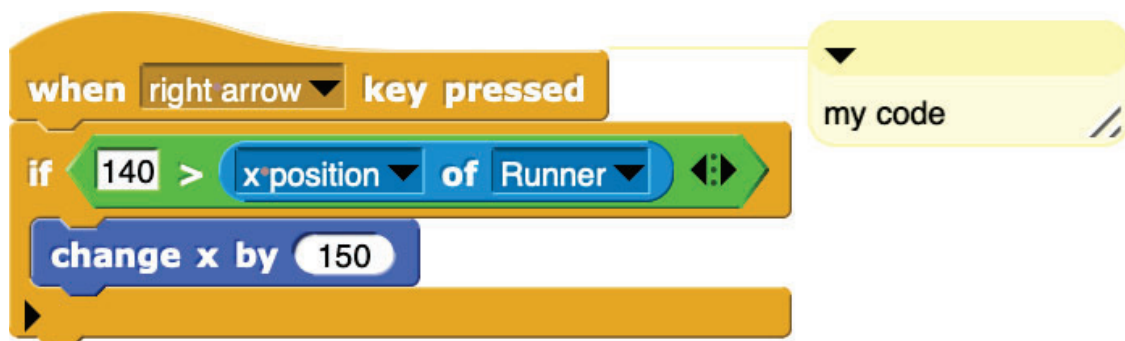 when right arrow key pressed
my code
if 140 > x position of Runner
change x by 150